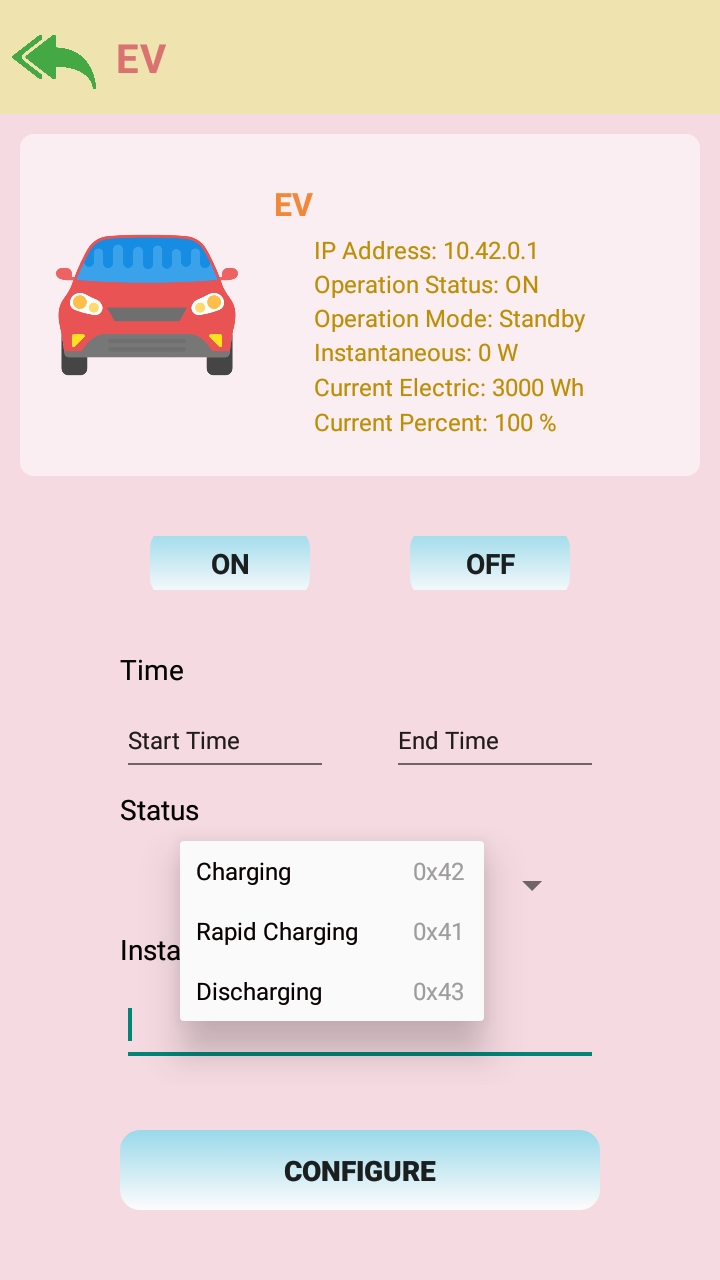 EV
EV
IP Address: 10.42.0.1
Operation Status: ON
Operation Mode: Standby
Instantaneous: 0 W
Current Electric: 3000 Wh
Current Percent: 100 %
ON OFF
Time
Start Time End Time
Status
Charging 0x42
Rapid Charging 0x41
Insta
Discharging 0x43
CONFIGURE